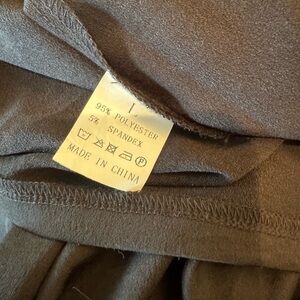 L
95% POLYESTER
5% SPANDEX
MADE IN CHINA